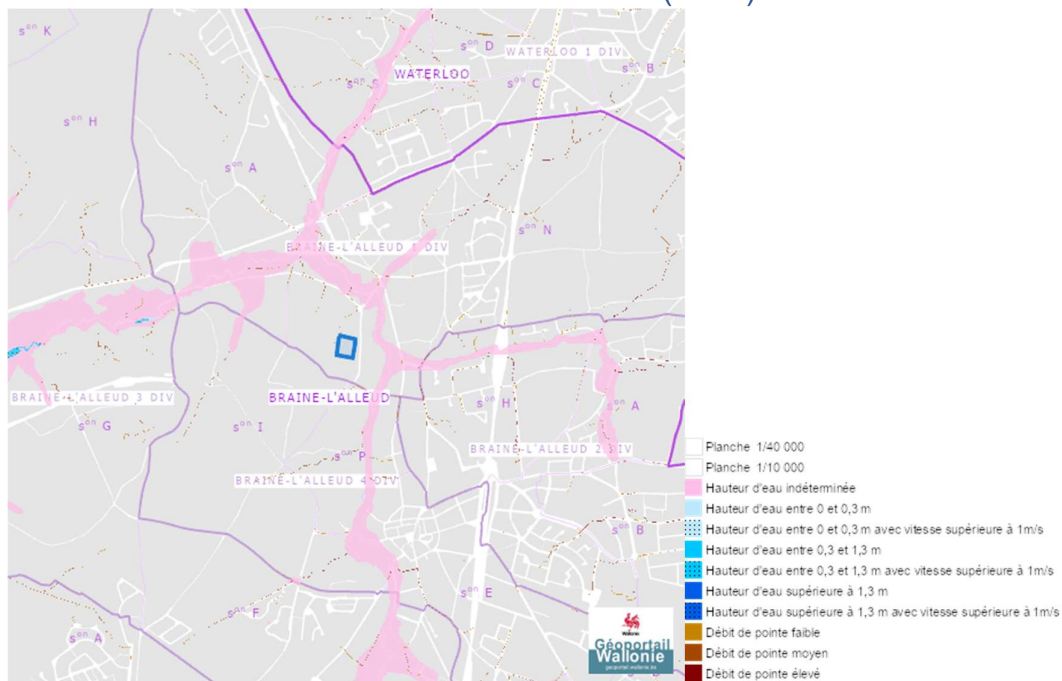 sᵒⁿ K
sᵒⁿ D
WATERLOO 1 DIV
WATERLOO
sᵒⁿ B
sᵒⁿ S
sᵒⁿ C
sᵒⁿ H
sᵒⁿ A
sᵒⁿ N
BRAINE-L'ALLEUD 1 DIV
BRAINE-L'ALLEUD 3 DIV
BRAINE-L'ALLEUD
sᵒⁿ H
sᵒⁿ A
sᵒⁿ G
sᵒⁿ I
BRAINE-L'ALLEUD 2 DIV
sᵒⁿ P
BRAINE-L'ALLEUD 4 DIV
sᵒⁿ B
sᵒⁿ E
sᵒⁿ F
sᵒⁿ A
Wallonie
Géoportail
Wallonie
geoportail.wallonie.be
Planche 1/40 000
Planche 1/10 000
Hauteur d'eau indéterminée
Hauteur d'eau entre 0 et 0,3 m
Hauteur d'eau entre 0 et 0,3 m avec vitesse supérieure à 1m/s
Hauteur d'eau entre 0,3 et 1,3 m
Hauteur d'eau entre 0,3 et 1,3 m avec vitesse supérieure à 1m/s
Hauteur d'eau supérieure à 1,3 m
Hauteur d'eau supérieure à 1,3 m avec vitesse supérieure à 1m/s
Débit de pointe faible
Débit de pointe moyen
Débit de pointe élevé